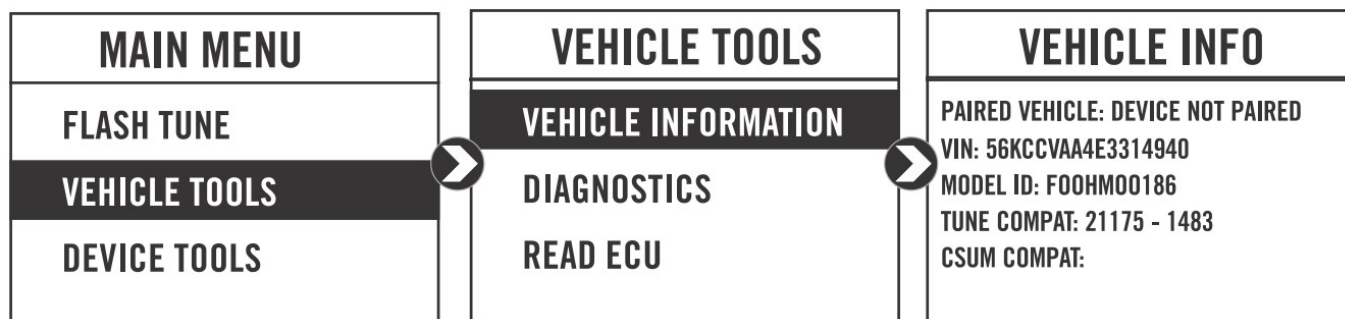 MAIN MENU
FLASH TUNE
VEHICLE TOOLS
DEVICE TOOLS
VEHICLE TOOLS
VEHICLE INFORMATION
DIAGNOSTICS
READ ECU
VEHICLE INFO
PAIRED VEHICLE: DEVICE NOT PAIRED
VIN: 56KCCVAA4E3314940
MODEL ID: F00HM00186
TUNE COMPAT: 21175 - 1483
CSUM COMPAT: